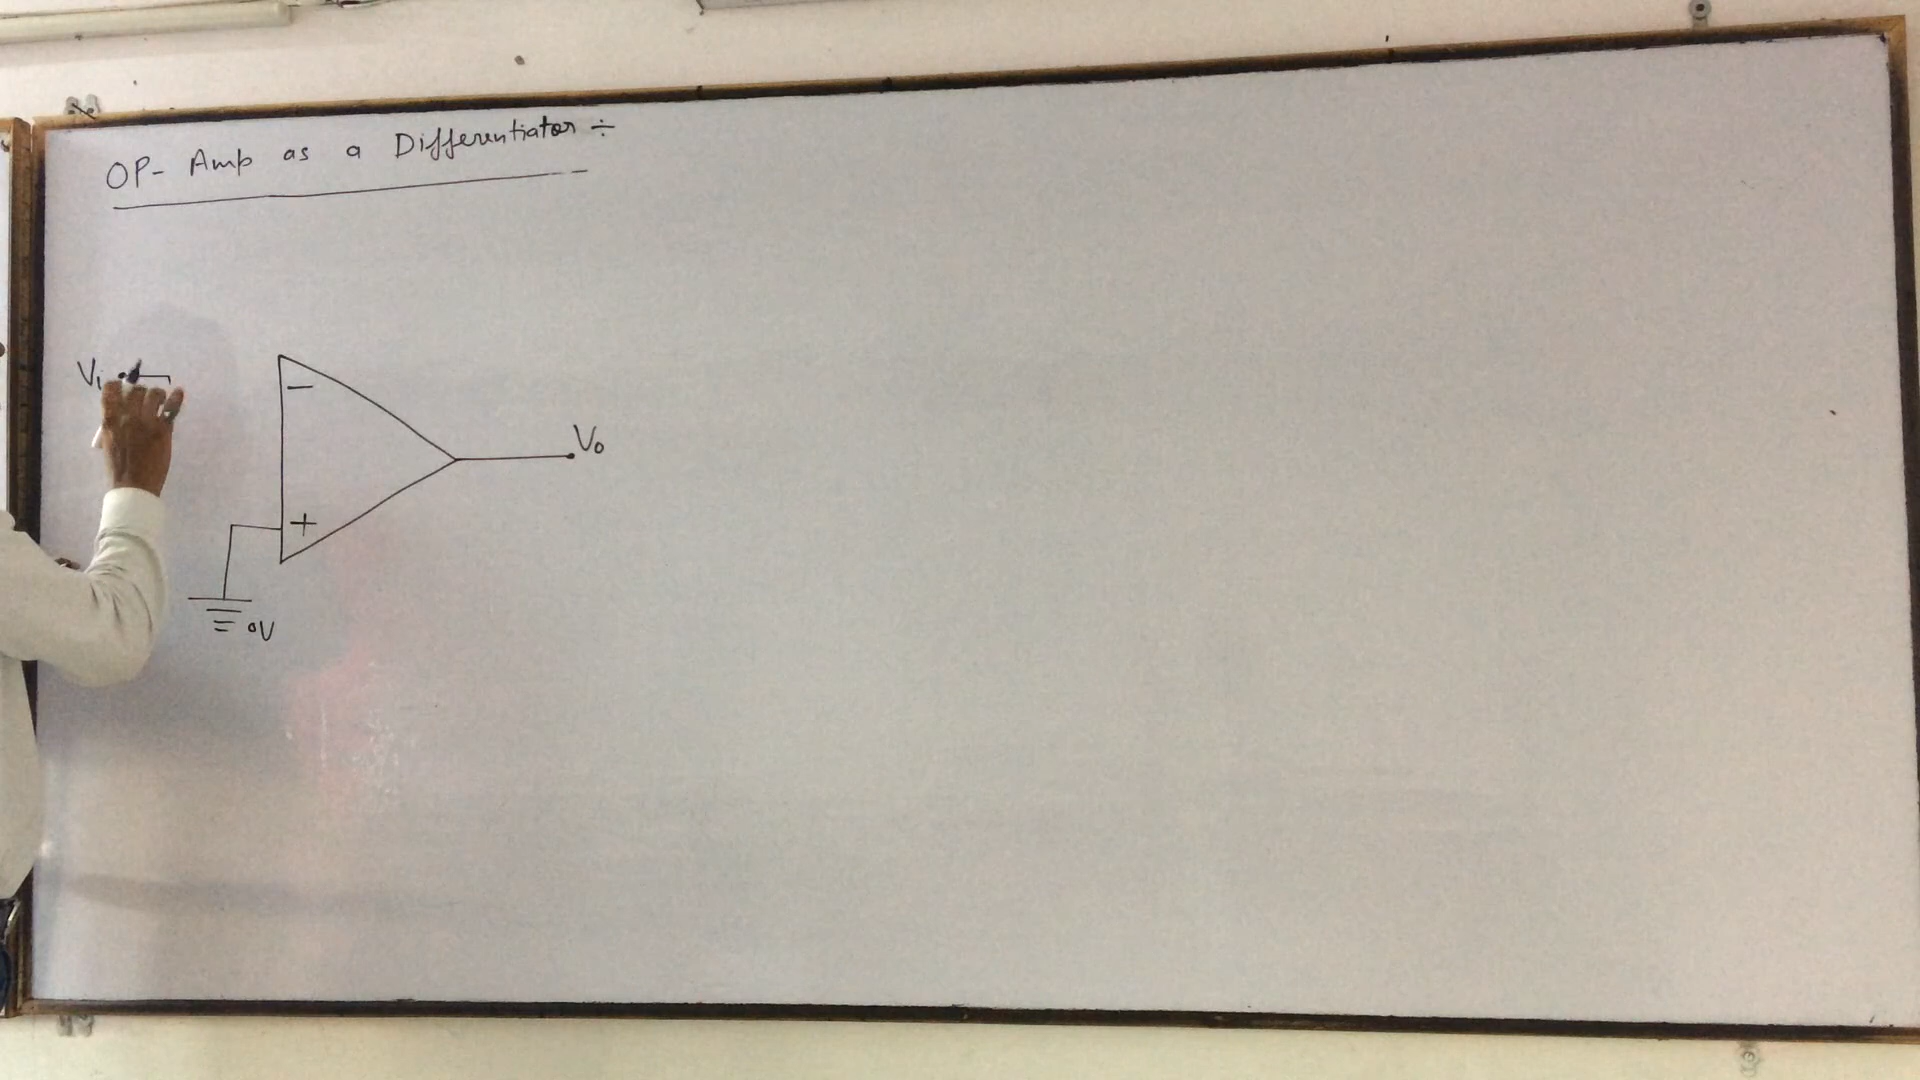 OP- Amp as a Differentiator ÷
Vi
−
Vo
+
0V